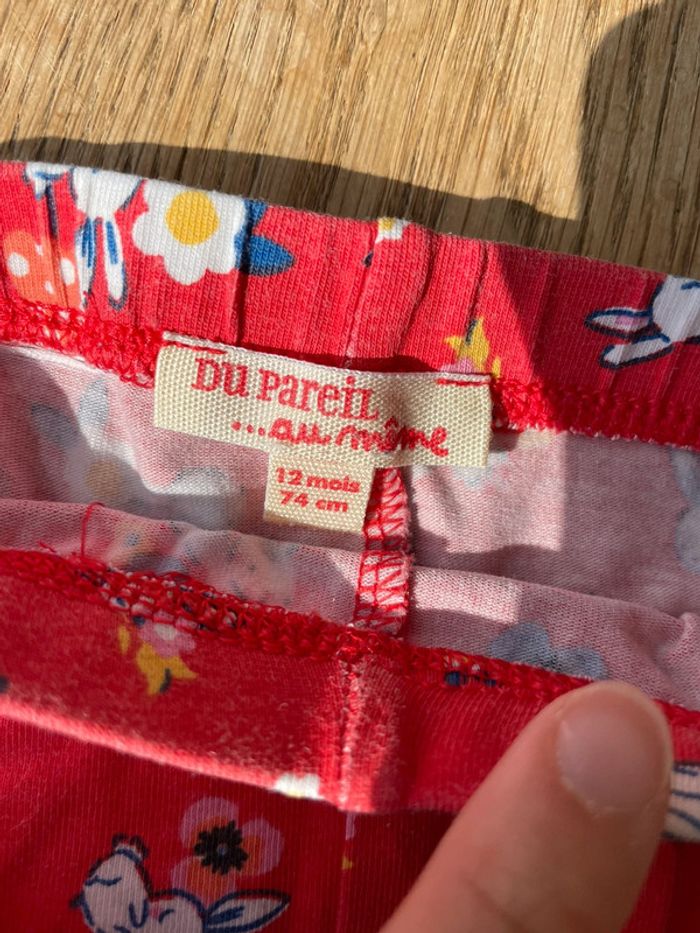 DU PAREIL
...au même
12 mois
74 cm